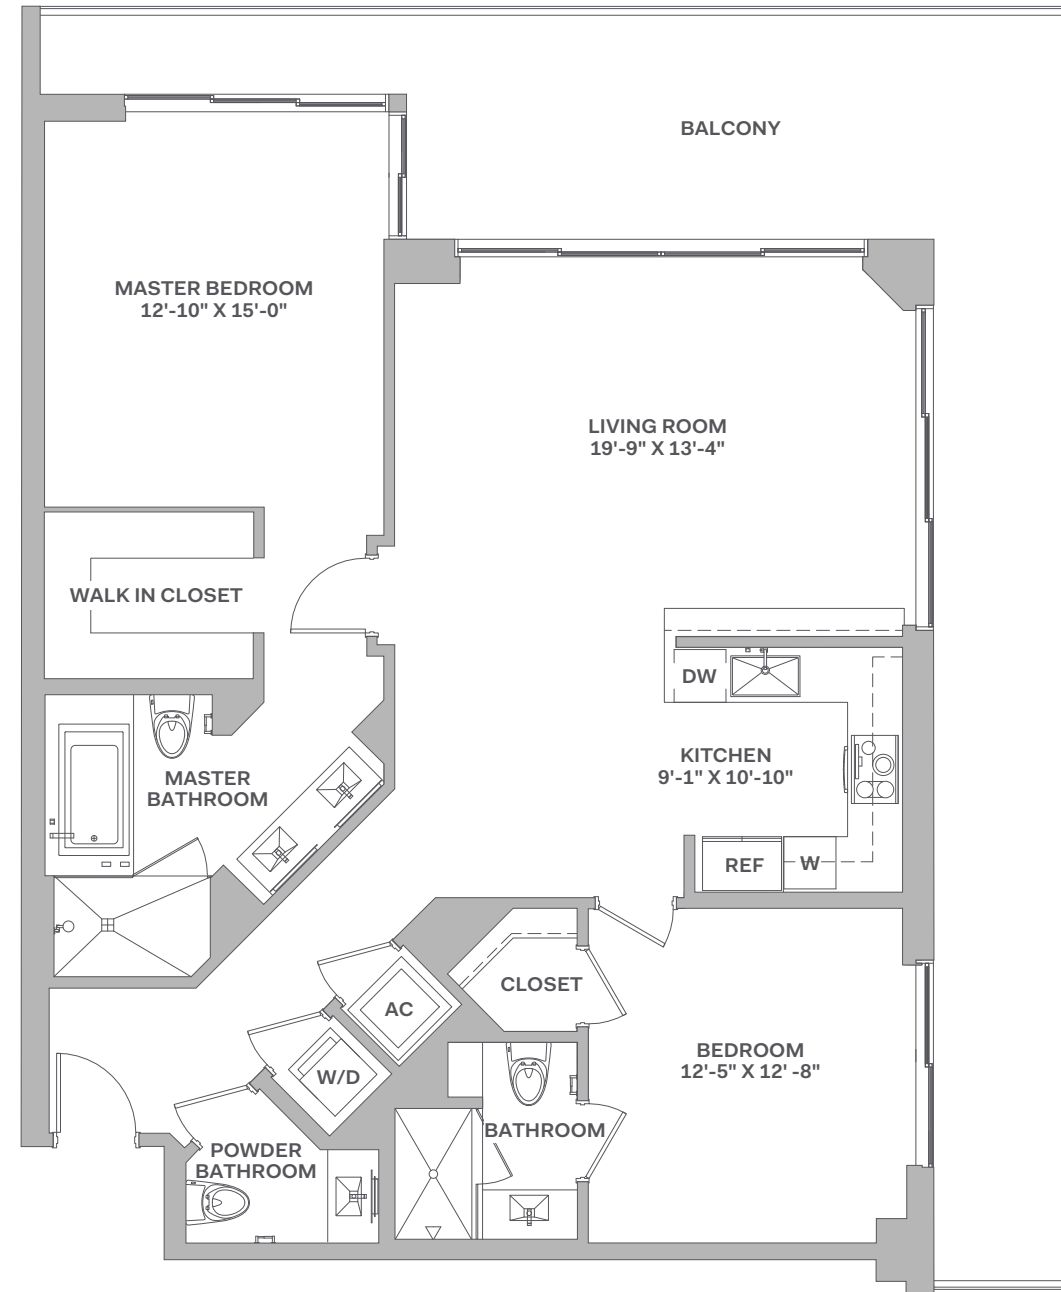 BALCONY
MASTER BEDROOM
12'-10" X 15'-0"
LIVING ROOM
19'-9" X 13'-4"
WALK IN CLOSET
DW
KITCHEN
9'-1" X 10'-10"
MASTER
BATHROOM
REF
W
CLOSET
AC
BEDROOM
12'-5" X 12' -8"
W/D
BATHROOM
POWDER
BATHROOM